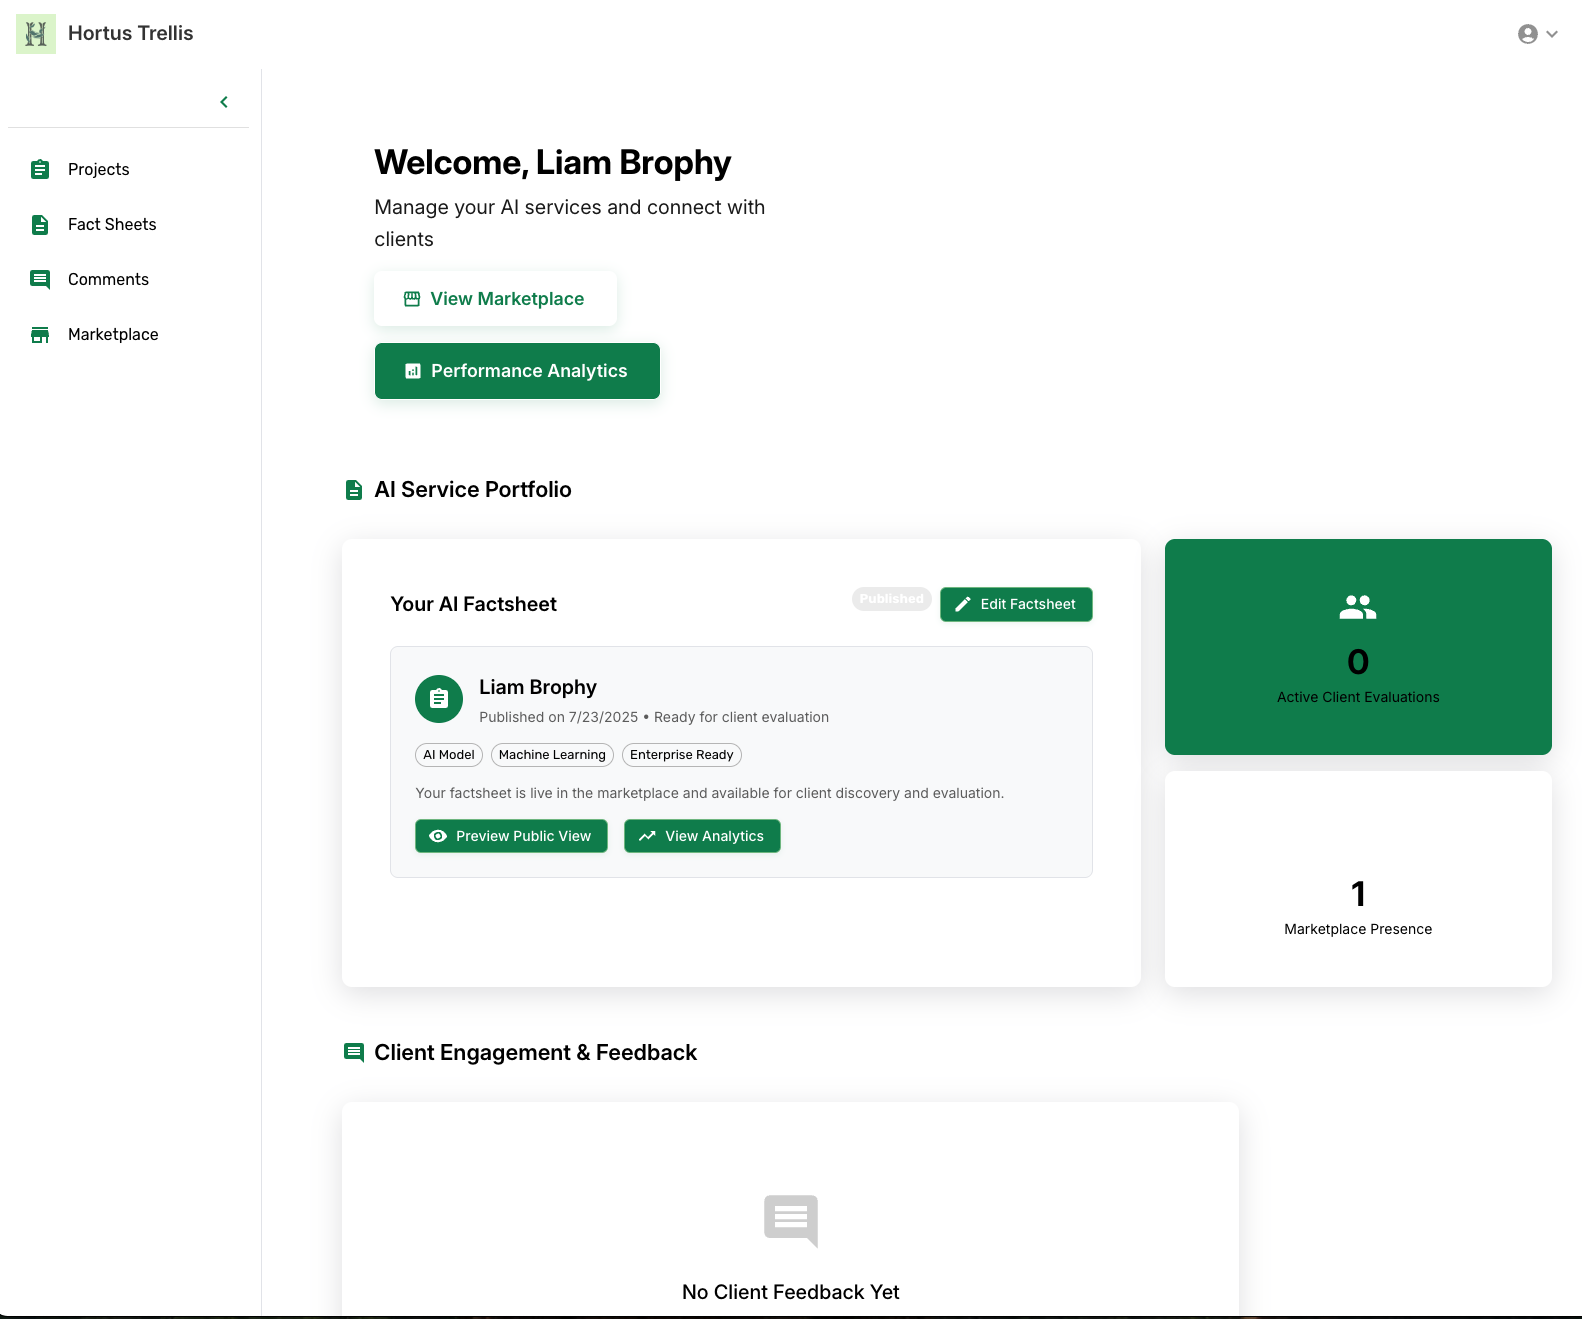 Hortus Trellis
Projects
Fact Sheets
Comments
Marketplace
Welcome, Liam Brophy
Manage your AI services and connect with
clients
View Marketplace
Performance Analytics
AI Service Portfolio
Your AI Factsheet
Published
Edit Factsheet
Liam Brophy
Published on 7/23/2025 • Ready for client evaluation
AI Model
Machine Learning
Enterprise Ready
Your factsheet is live in the marketplace and available for client discovery and evaluation.
Preview Public View
View Analytics
0
Active Client Evaluations
1
Marketplace Presence
Client Engagement & Feedback
No Client Feedback Yet